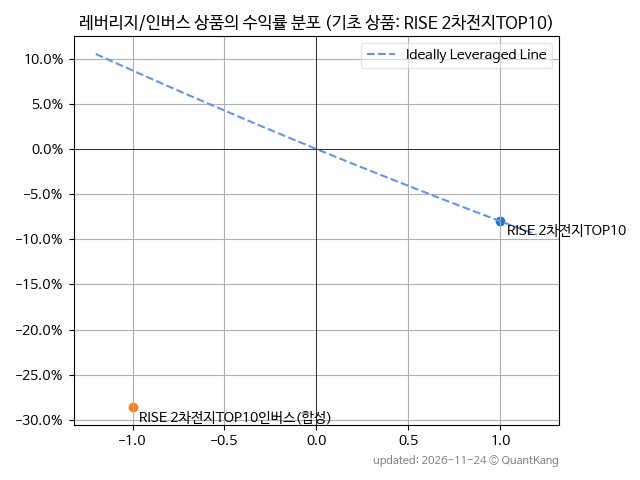 레버리지/인버스 상품의 수익률 분포 (기초 상품: RISE 2차전지TOP10)
Ideally Leveraged Line
10.0%
5.0%
0.0%
−5.0%
−10.0%
−15.0%
−20.0%
−25.0%
−30.0%
RISE 2차전지TOP10
RISE 2차전지TOP10인버스(합성)
−1.0 −0.5 0.0 0.5 1.0
updated: 2026−11−24 © QuantKang